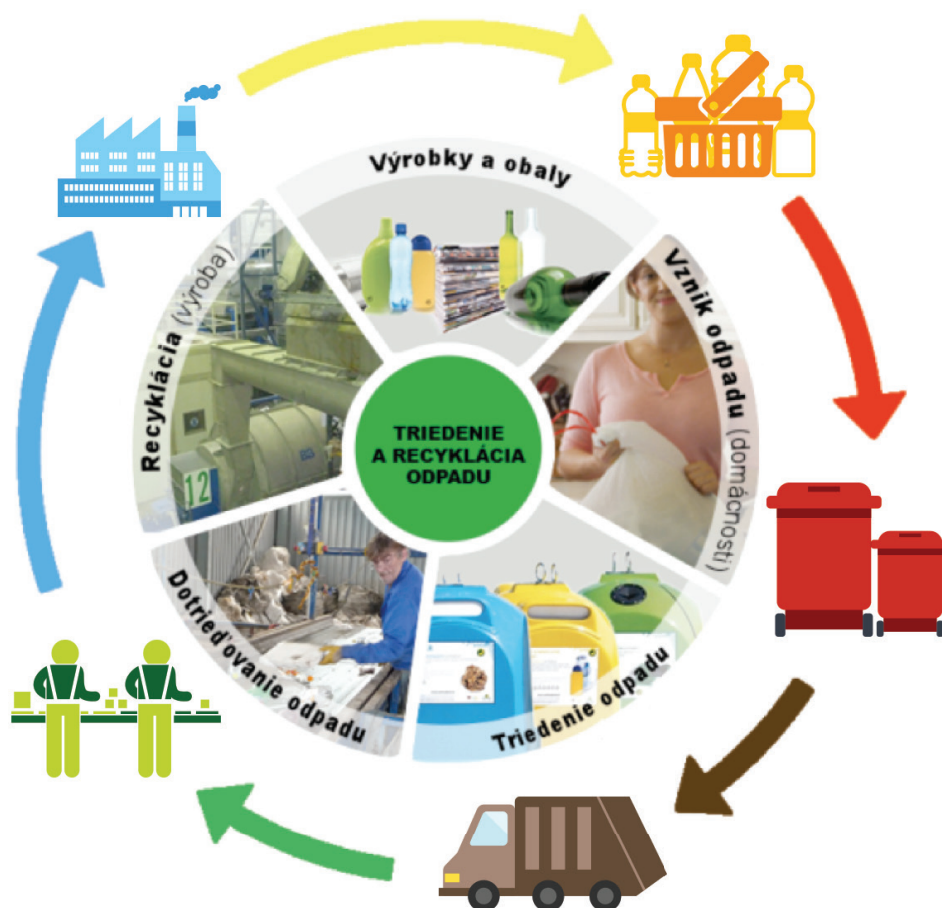 Výrobky a obaly
Vznik odpadu (domácnosti)
Triedenie odpadu
Dotrieďovanie odpadu
Recyklácia (výroba)
12
TRIEDENIE
A RECYKLÁCIA
ODPADU